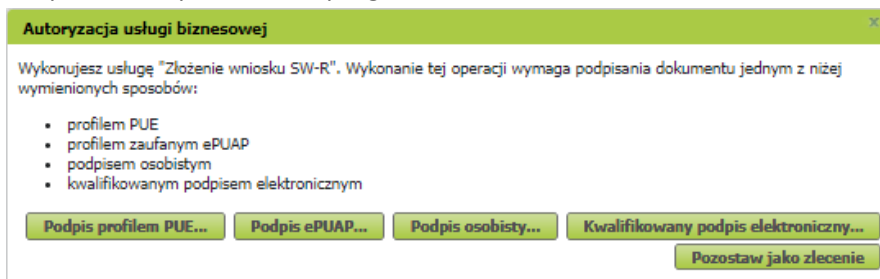 Autoryzacja usługi biznesowej
x
Wykonujesz usługę "Złożenie wniosku SW-R". Wykonanie tej operacji wymaga podpisania dokumentu jednym z niżej
wymienionych sposobów:
• profilem PUE
• profilem zaufanym ePUAP
• podpisem osobistym
• kwalifikowanym podpisem elektronicznym
Podpis profilem PUE... Podpis ePUAP... Podpis osobisty... Kwalifikowany podpis elektroniczny...
Pozostaw jako zlecenie